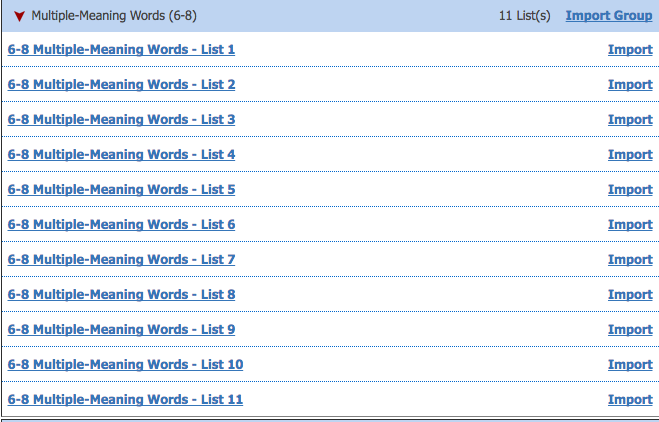 Multiple-Meaning Words (6-8) 11 List(s) Import Group
6-8 Multiple-Meaning Words - List 1 Import
6-8 Multiple-Meaning Words - List 2 Import
6-8 Multiple-Meaning Words - List 3 Import
6-8 Multiple-Meaning Words - List 4 Import
6-8 Multiple-Meaning Words - List 5 Import
6-8 Multiple-Meaning Words - List 6 Import
6-8 Multiple-Meaning Words - List 7 Import
6-8 Multiple-Meaning Words - List 8 Import
6-8 Multiple-Meaning Words - List 9 Import
6-8 Multiple-Meaning Words - List 10 Import
6-8 Multiple-Meaning Words - List 11 Import